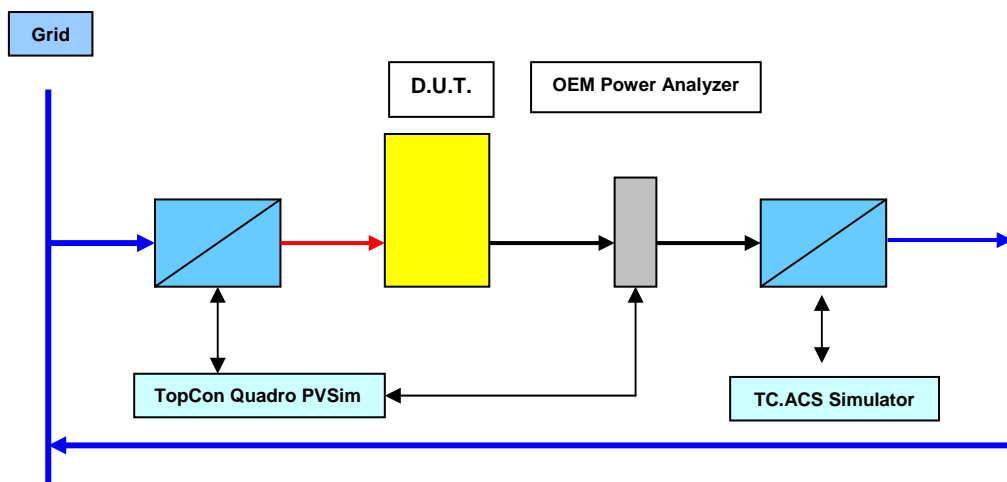 Grid
D.U.T.
OEM Power Analyzer
TopCon Quadro PVSim
TC.ACS Simulator